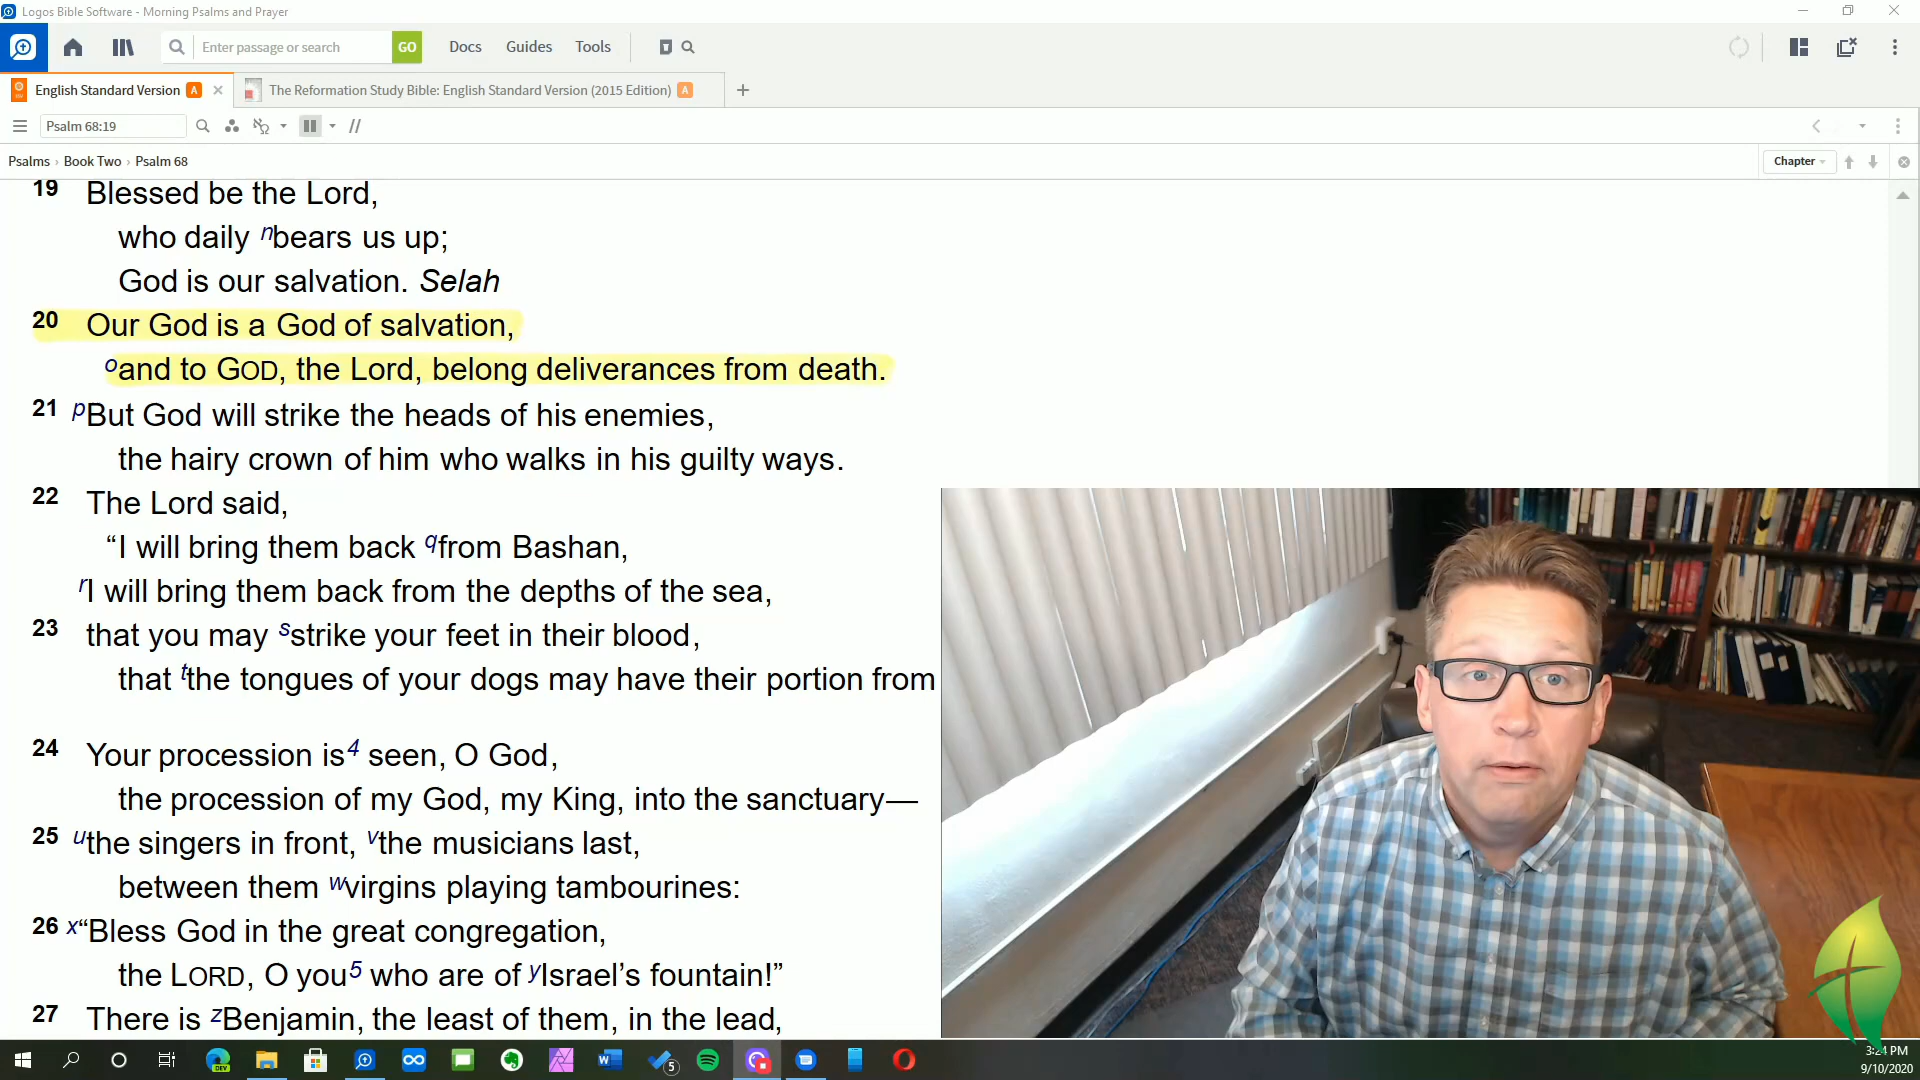 Logos Bible Software - Morning Psalms and Prayer
Enter passage or search GO Docs Guides Tools
English Standard Version A The Reformation Study Bible: English Standard Version (2015 Edition) A
Psalm 68:19
Psalms › Book Two › Psalm 68 Chapter
19 Blessed be the Lord,
who daily nbears us up;
God is our salvation. Selah
20 Our God is a God of salvation,
oand to GOD, the Lord, belong deliverances from death.
21 pBut God will strike the heads of his enemies,
the hairy crown of him who walks in his guilty ways.
22 The Lord said,
“I will bring them back qfrom Bashan,
rI will bring them back from the depths of the sea,
23 that you may sstrike your feet in their blood,
that tthe tongues of your dogs may have their portion from
24 Your procession is4 seen, O God,
the procession of my God, my King, into the sanctuary—
25 uthe singers in front, vthe musicians last,
between them wvirgins playing tambourines:
26 x“Bless God in the great congregation,
the LORD, O you5 who are of yIsrael’s fountain!”
27 There is zBenjamin, the least of them, in the lead,
DEV
W
5
3:24 PM
9/10/2020